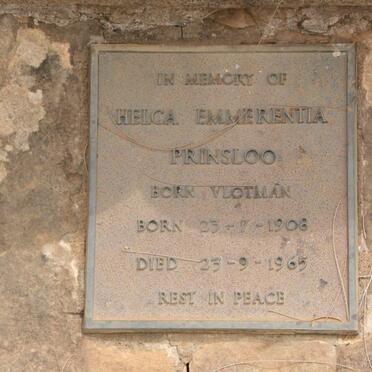 IN MEMORY OF
HELGA EMMERENTIA
PRINSLOO
BORN VLOTMAN
BORN 23-7-1908
DIED 23-9-1965
REST IN PEACE